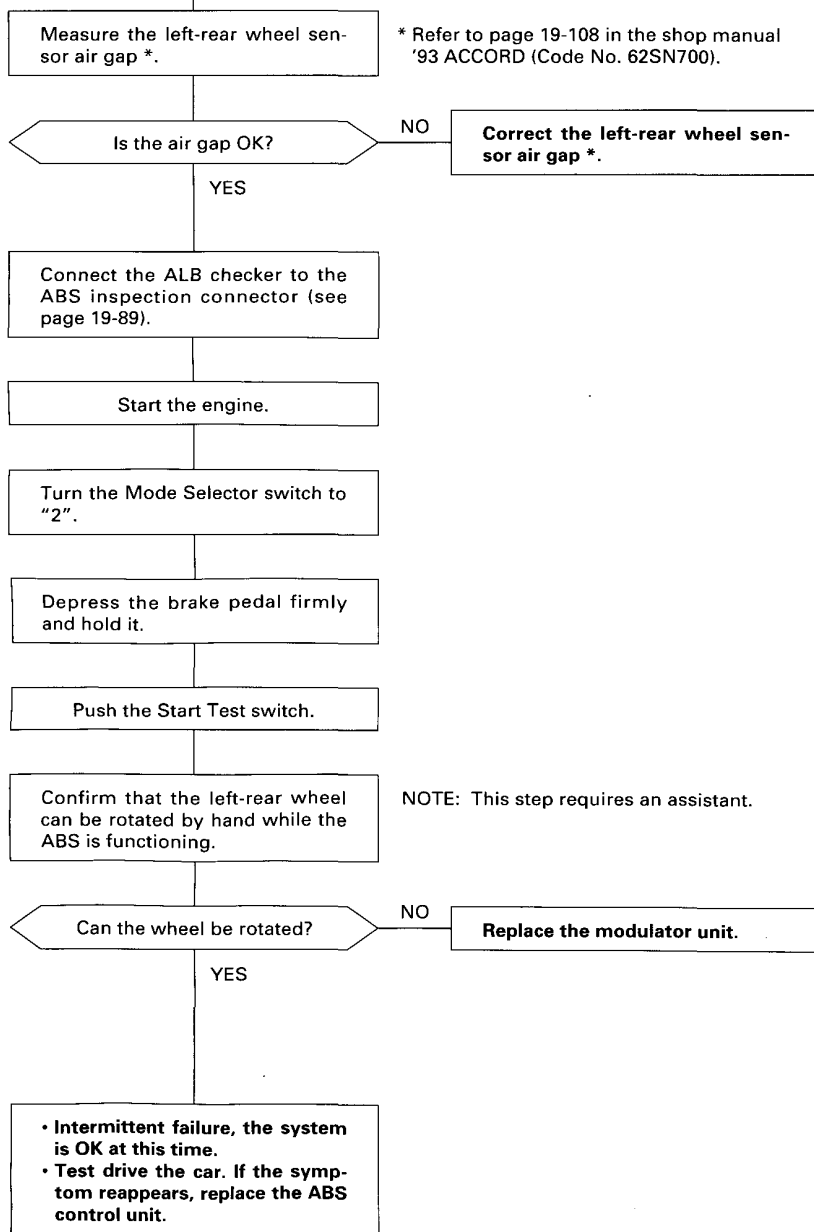 Measure the left-rear wheel sen-
sor air gap *.
* Refer to page 19-108 in the shop manual
'93 ACCORD (Code No. 62SN700).
Is the air gap OK?
NO
Correct the left-rear wheel sen-
sor air gap *.
YES
Connect the ALB checker to the
ABS inspection connector (see
page 19-89).
Start the engine.
Turn the Mode Selector switch to
"2".
Depress the brake pedal firmly
and hold it.
Push the Start Test switch.
Confirm that the left-rear wheel
can be rotated by hand while the
ABS is functioning.
NOTE: This step requires an assistant.
Can the wheel be rotated?
NO
Replace the modulator unit.
YES
• Intermittent failure, the system
is OK at this time.
• Test drive the car. If the symp-
tom reappears, replace the ABS
control unit.